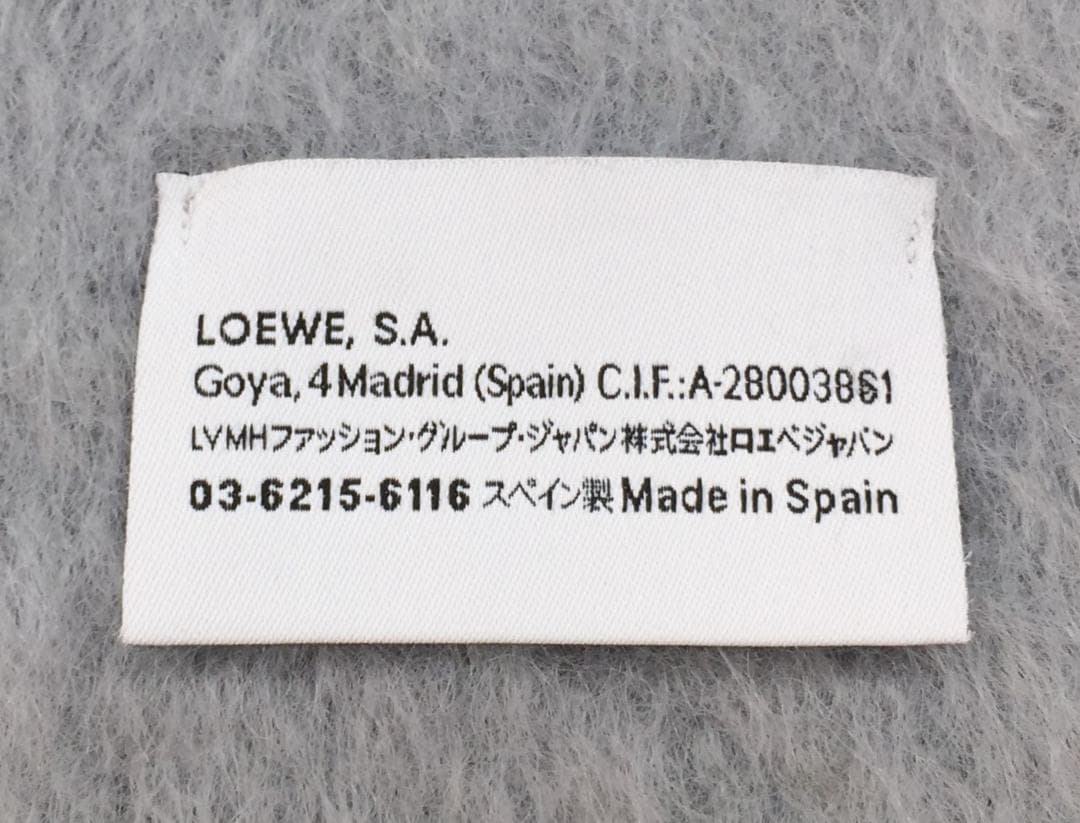 LOEWE, S.A.
Goya, 4 Madrid (Spain) C.I.F.:A-28003861
LVMHファッション・グループ・ジャパン株式会社ロエベジャパン
03-6215-6116 スペイン製 Made in Spain